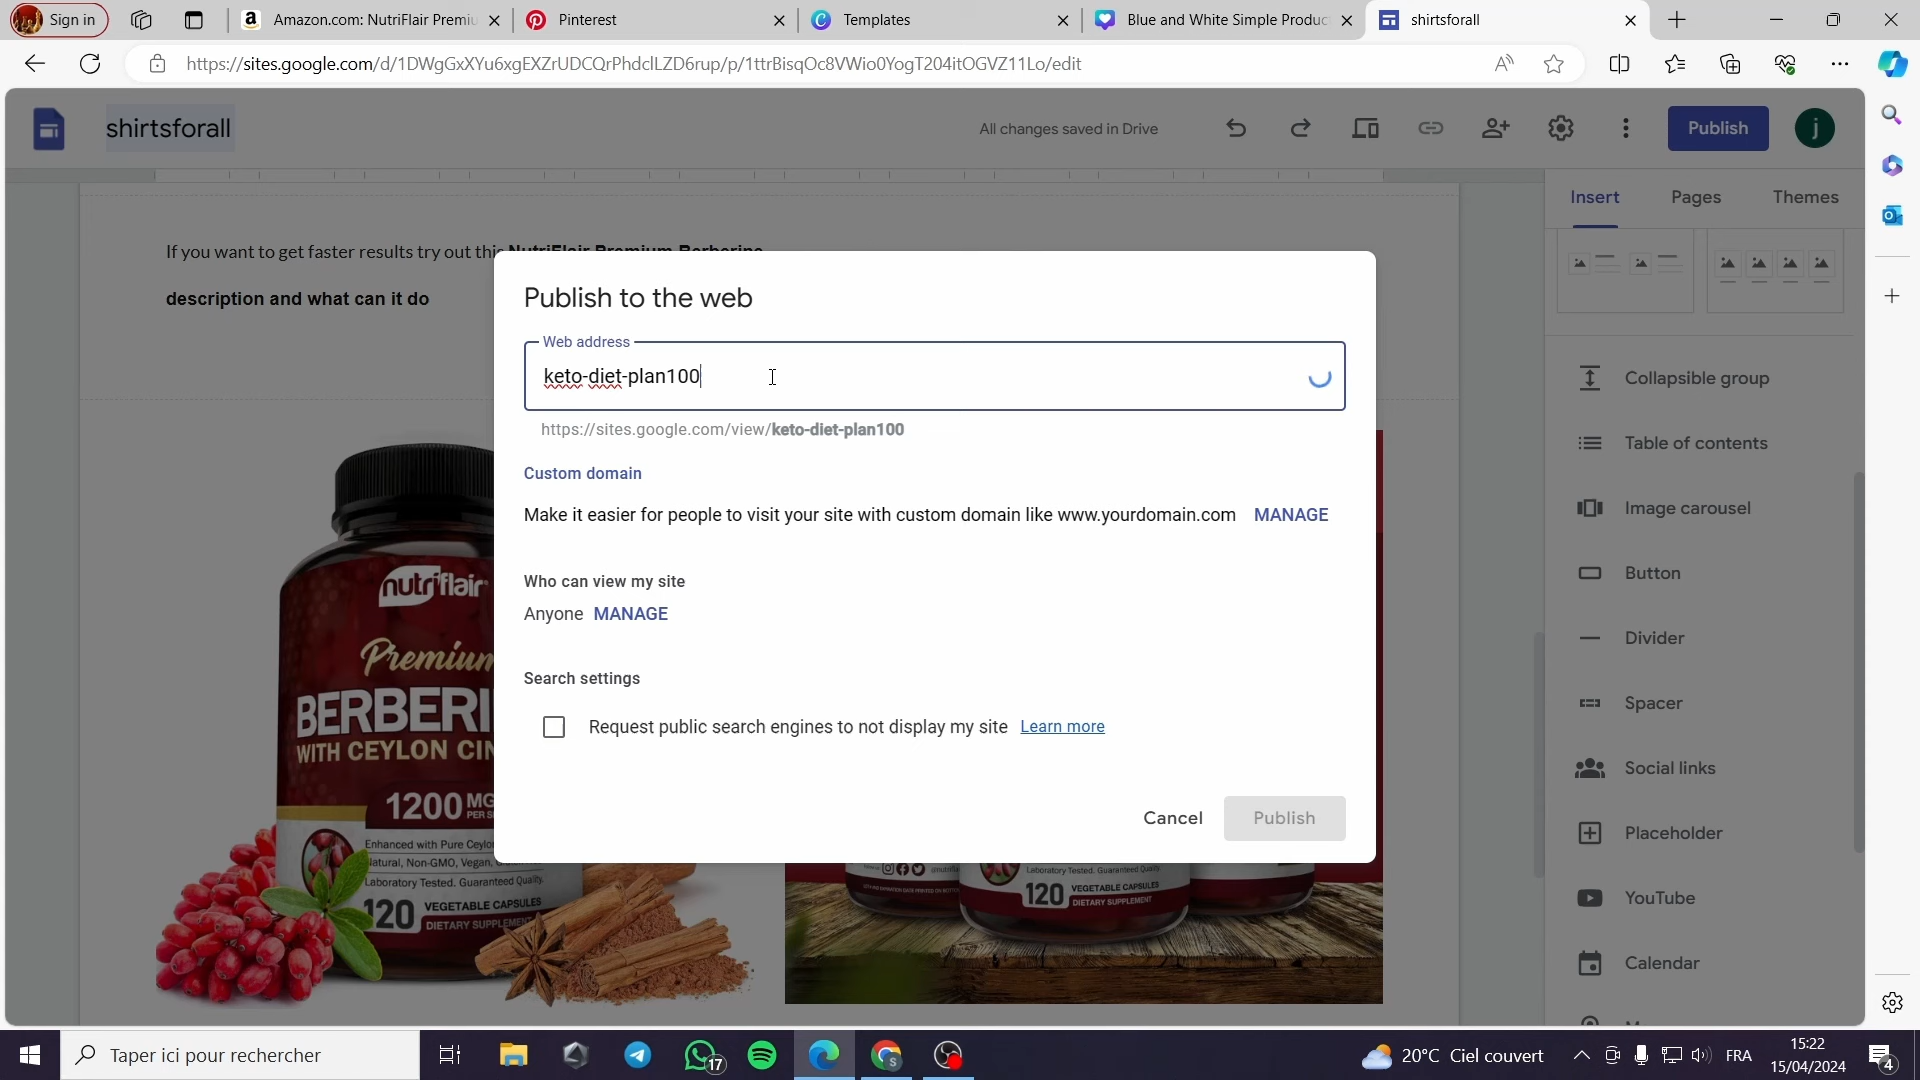 Sign in
Amazon.com: NutriFlair Premiu
Pinterest
Templates
Blue and White Simple Produc
shirtsforall
https://sites.google.com/d/1DWgGxXYu6xgEXZrUDCQrPhdclLZD6rup/p/1ttrBisqOc8VWio0YogT204itOGVZ11Lo/edit
shirtsforall
All changes saved in Drive
Publish
j
Insert
Pages
Themes
If you want to get faster results try out this NutriFlair Premium Berberine
description and what can it do
Publish to the web
Web address
keto-diet-plan100
https://sites.google.com/view/keto-diet-plan100
Custom domain
Make it easier for people to visit your site with custom domain like www.yourdomain.com MANAGE
Who can view my site
Anyone MANAGE
Search settings
Request public search engines to not display my site Learn more
Cancel
Publish
Collapsible group
Table of contents
Image carousel
Button
Divider
Spacer
Social links
Placeholder
YouTube
Calendar
nutriflair
Premium
BERBERI
WITH CEYLON CIN
1200 MG
PER S
Enhanced with Pure Ceylo
Natural, Non-GMO, Vegan,
Laboratory Tested. Guaranteed Quality.
120 VEGETABLE CAPSULES
DIETARY SUPPLEMENT
Laboratory Tested. Guaranteed Quality.
120 VEGETABLE CAPSULES
DIETARY SUPPLEMENT
Taper ici pour rechercher
17
20°C Ciel couvert
FRA
15:22
15/04/2024
4